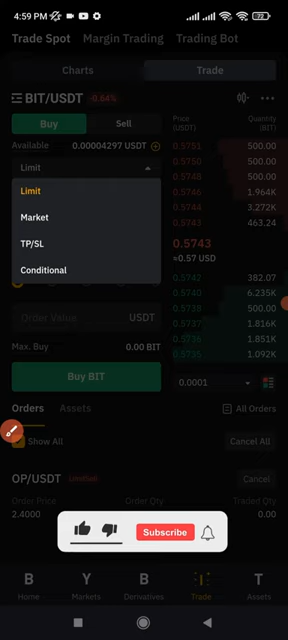 4:59 PM
72
Trade Spot Margin Trading Trading Bot
Charts Trade
BIT/USDT -0.64%
Buy Sell
Available 0.00004297 USDT
Limit
Limit
Market
TP/SL
Conditional
Order Value USDT
Max. Buy 0.00 BIT
Buy BIT
Price Quantity
(USDT) (BIT)
0.5751 500.00
0.5750 500.00
0.5748 500.00
0.5746 1.964K
0.5744 3.272K
0.5743 463.24
0.5743
≈0.57 USD
0.5742 382.07
0.5740 6.235K
0.5738 500.00
0.5737 1.816K
0.5736 1.851K
0.5735 1.092K
0.0001
Orders Assets All Orders
Show All Cancel All
OP/USDT Cancel
Order Price Order Qty Traded Qty
2.4000 0.00
Subscribe
Home Markets Derivatives Trade Assets